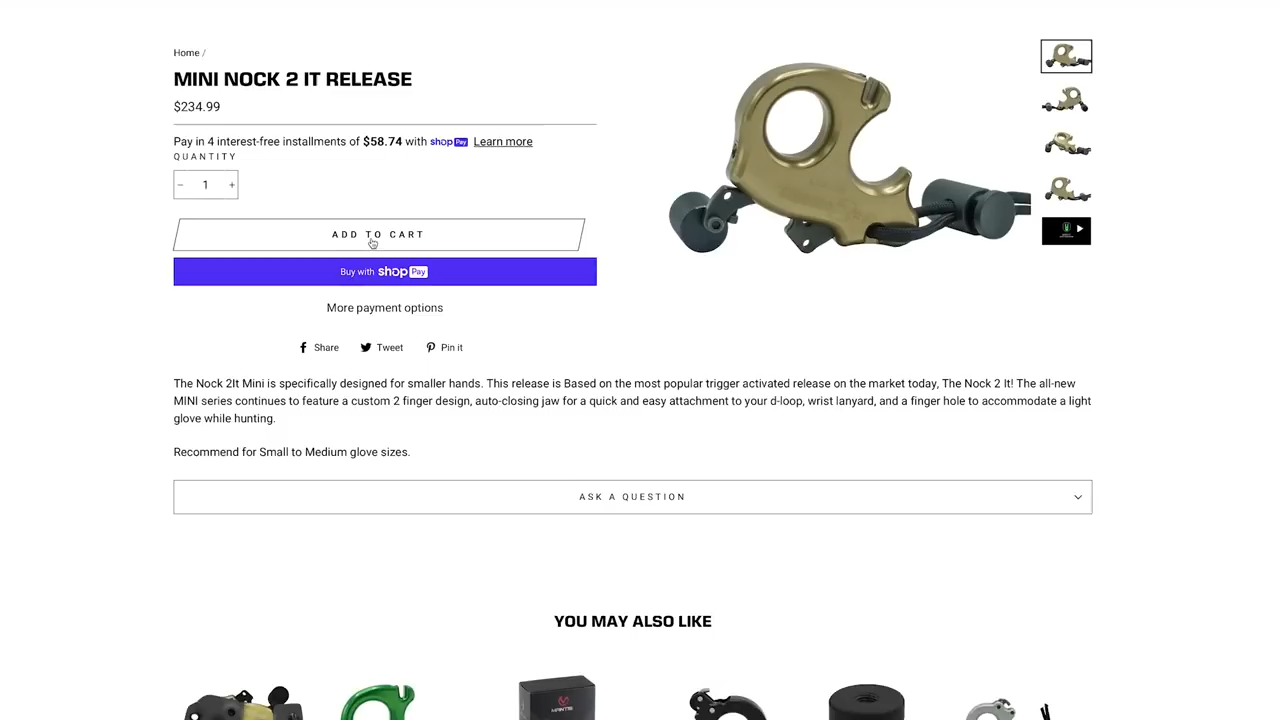 Home /
MINI NOCK 2 IT RELEASE
$234.99
Pay in 4 interest-free installments of $58.74 with shop Pay Learn more
QUANTITY
− 1 +
ADD TO CART
Buy with shop Pay
More payment options
Share Tweet Pin it
The Nock 2It Mini is specifically designed for smaller hands. This release is Based on the most popular trigger activated release on the market today, The Nock 2 It! The all-new
MINI series continues to feature a custom 2 finger design, auto-closing jaw for a quick and easy attachment to your d-loop, wrist lanyard, and a finger hole to accommodate a light
glove while hunting.
Recommend for Small to Medium glove sizes.
ASK A QUESTION
YOU MAY ALSO LIKE
MANTIS